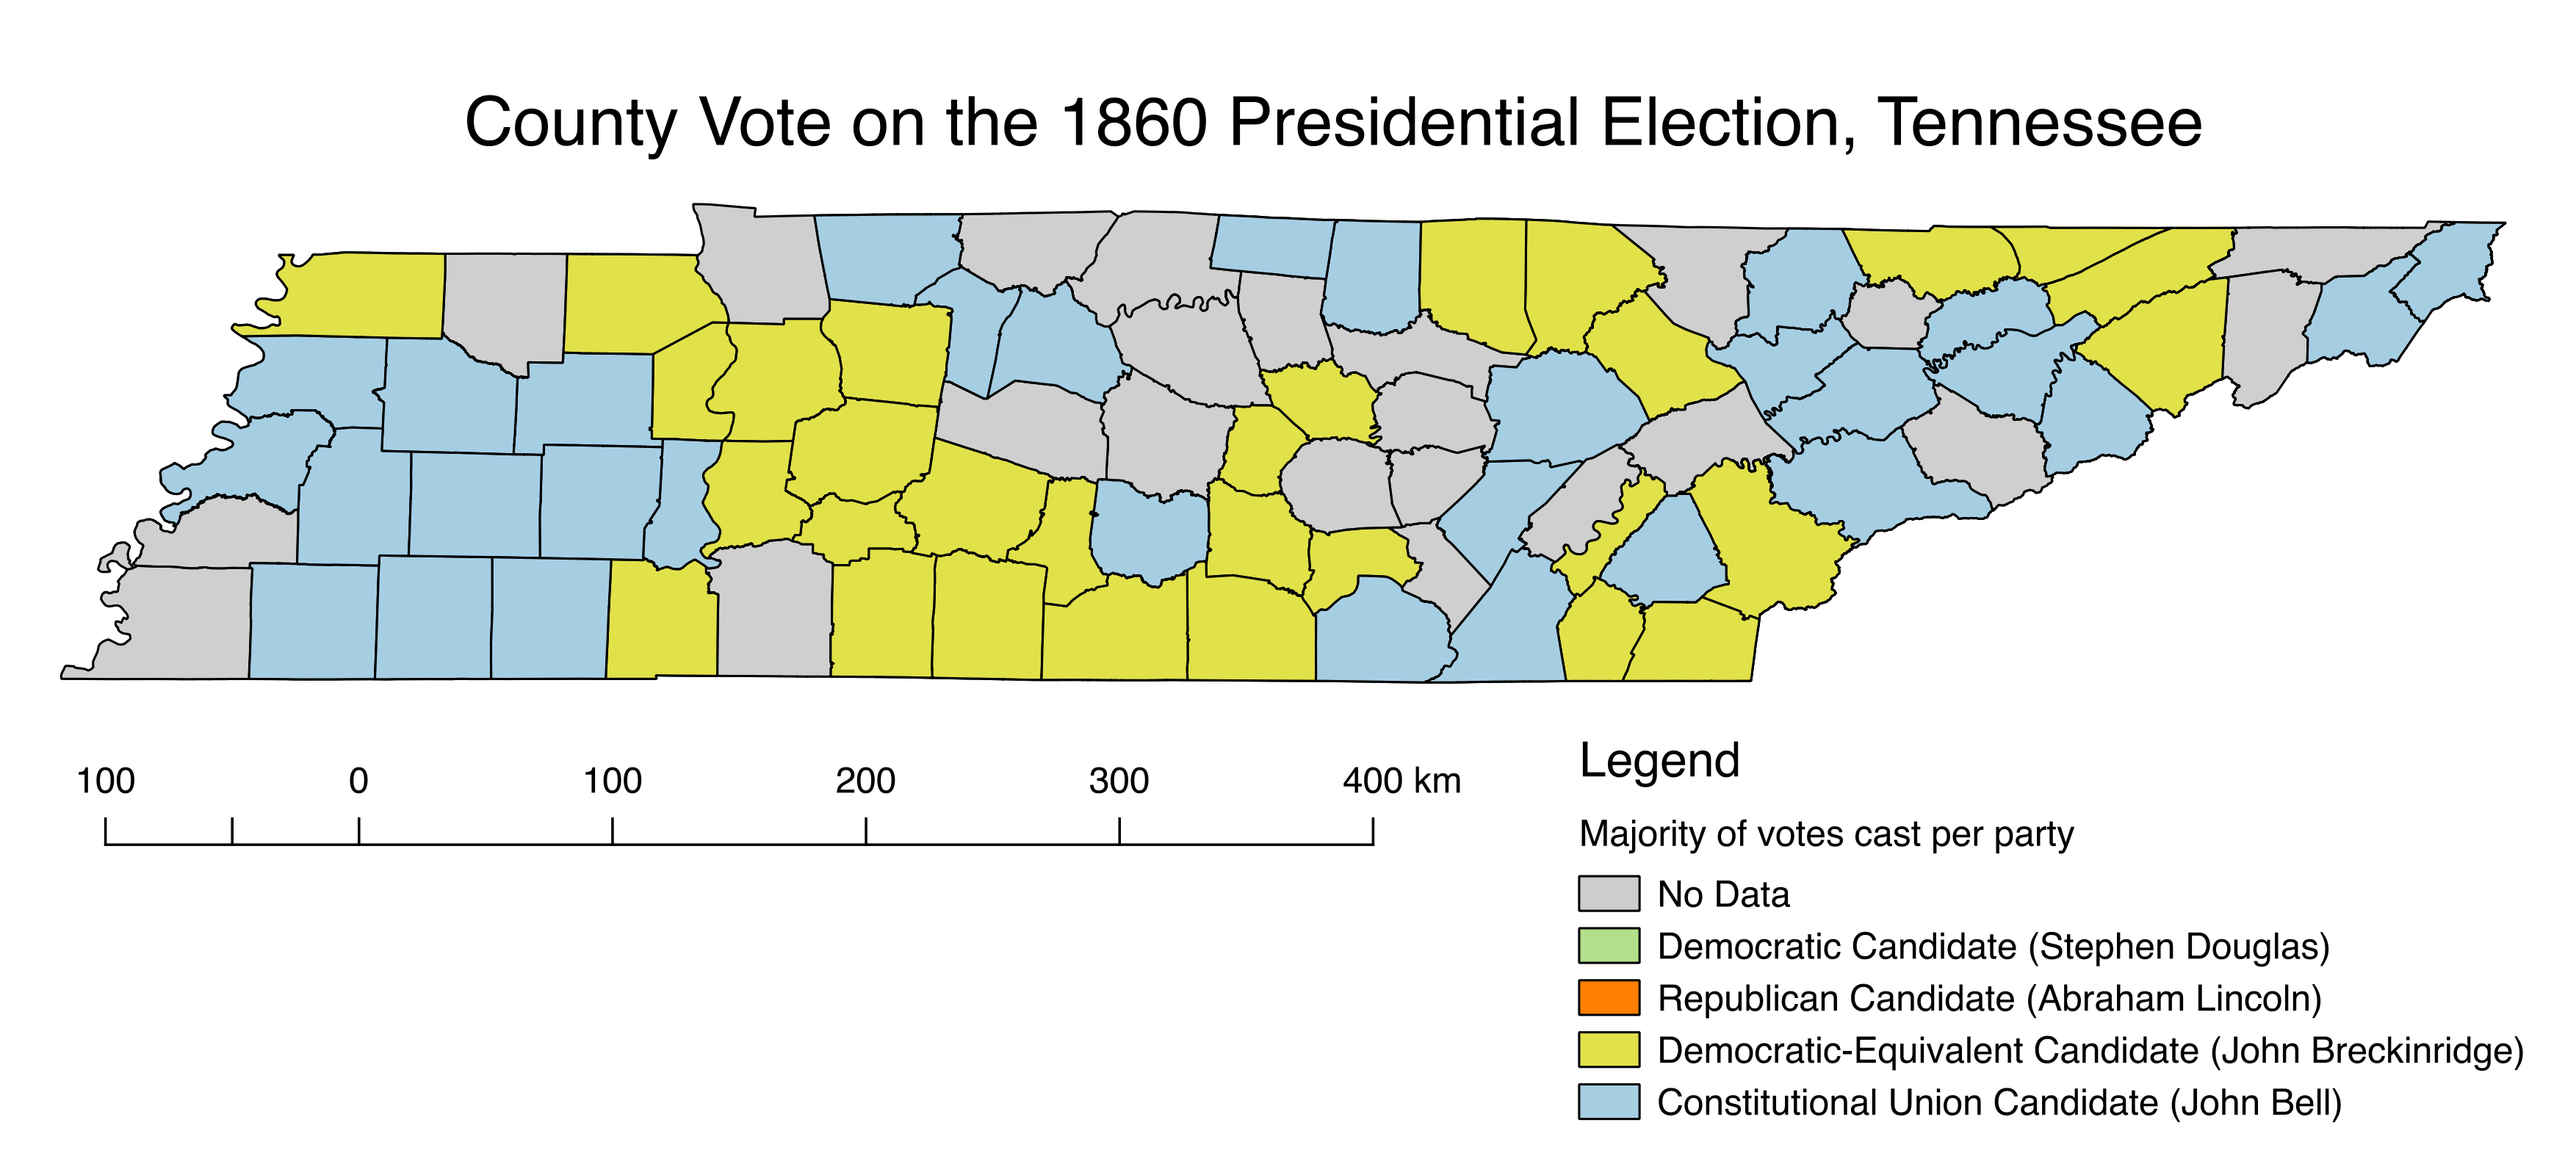 County Vote on the 1860 Presidential Election, Tennessee
100 0 100 200 300 400 km
Legend
Majority of votes cast per party
No Data
Democratic Candidate (Stephen Douglas)
Republican Candidate (Abraham Lincoln)
Democratic-Equivalent Candidate (John Breckinridge)
Constitutional Union Candidate (John Bell)